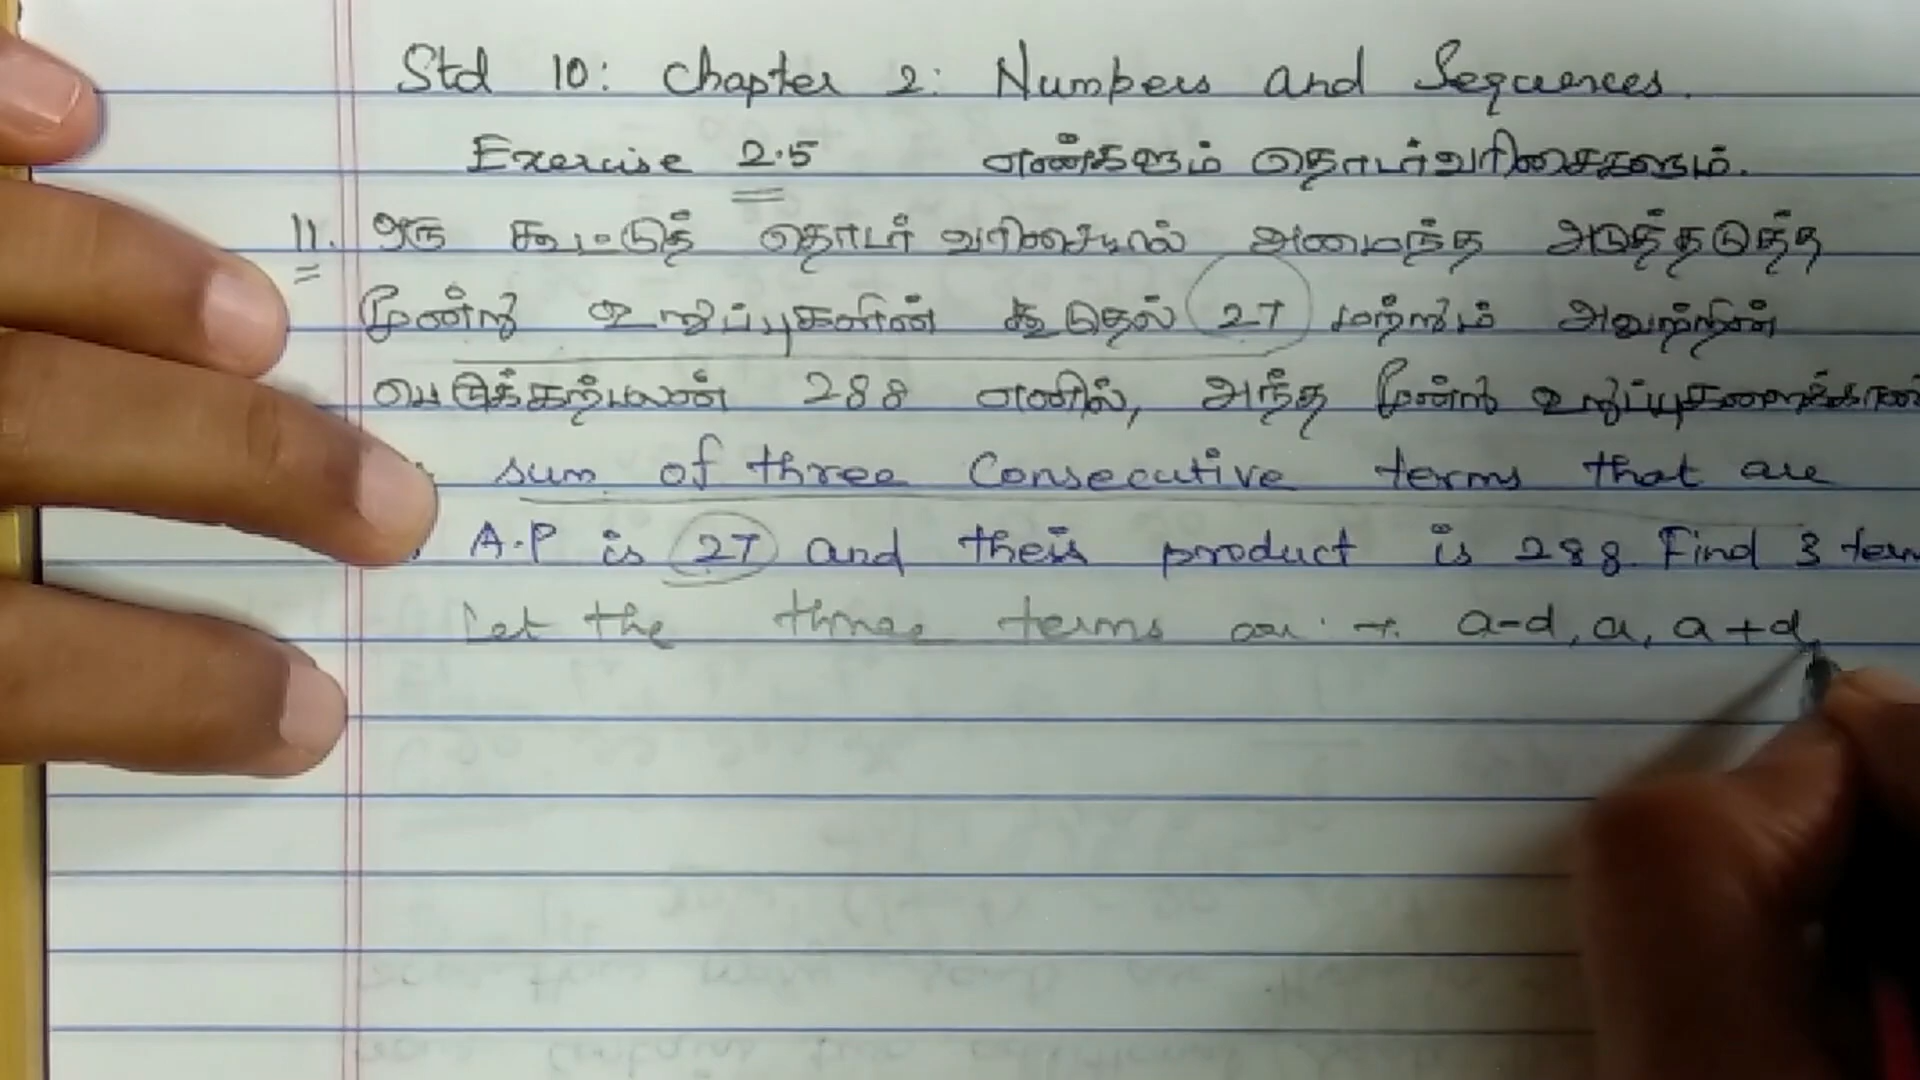 Std 10: Chapter 2: Numbers and Sequences.
Exercise 2.5 எண்களும் தொடர்வரிசைகளும்.
11. ஒரு கூட்டுத் தொடர் வரிசையில் அமைந்த அடுத்தடுத்த
மூன்று உறுப்புகளின் கூடுதல் 27 மற்றும் அவற்றின்
பெருக்கற்பலன் 288 எனில், அந்த மூன்று
sum of three Consecutive terms that are
A.P is 27 and their product is 288. Find 3
Let the three terms are → a-d, a, a+d